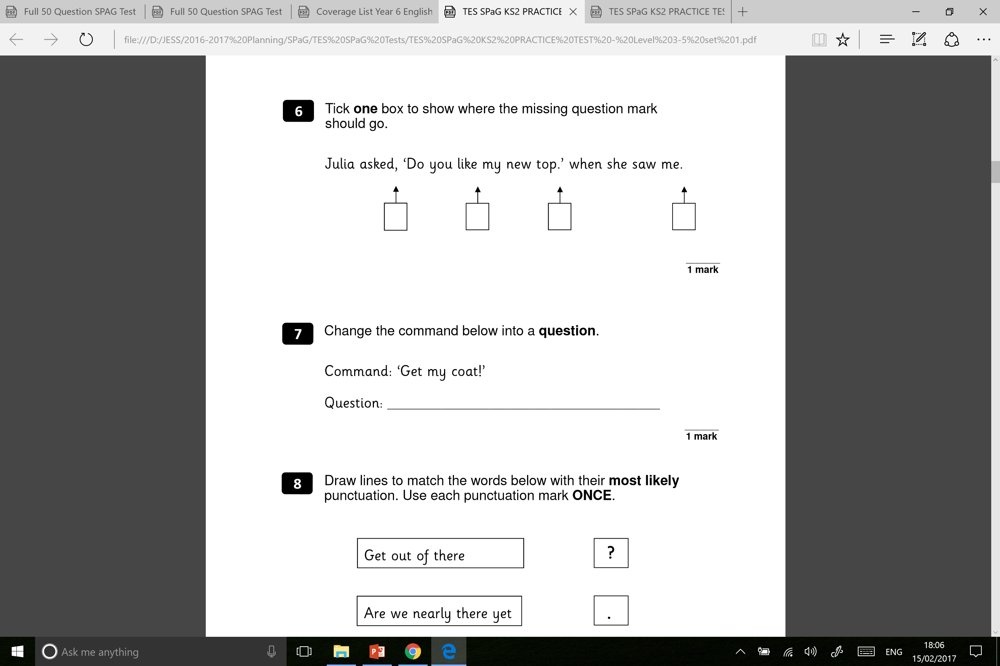 Full 50 Question SPAG Test
Full 50 Question SPAG Test
Coverage List Year 6 English
TES SPaG KS2 PRACTICE
TES SPaG KS2 PRACTICE TES
file:///D:/JESS/2016-2017%20Planning/SPaG/TES%20SPaG%20Tests/TES%20SPaG%20KS2%20PRACTICE%20TEST%20-%20Level%203-5%20set%201.pdf
6 Tick one box to show where the missing question mark
should go.
Julia asked, ‘Do you like my new top.’ when she saw me.
1 mark
7 Change the command below into a question.
Command: ‘Get my coat!’
Question: ____________________
1 mark
8 Draw lines to match the words below with their most likely
punctuation. Use each punctuation mark ONCE.
Get out of there ?
Are we nearly there yet .
Ask me anything
ENG
18:06
15/02/2017